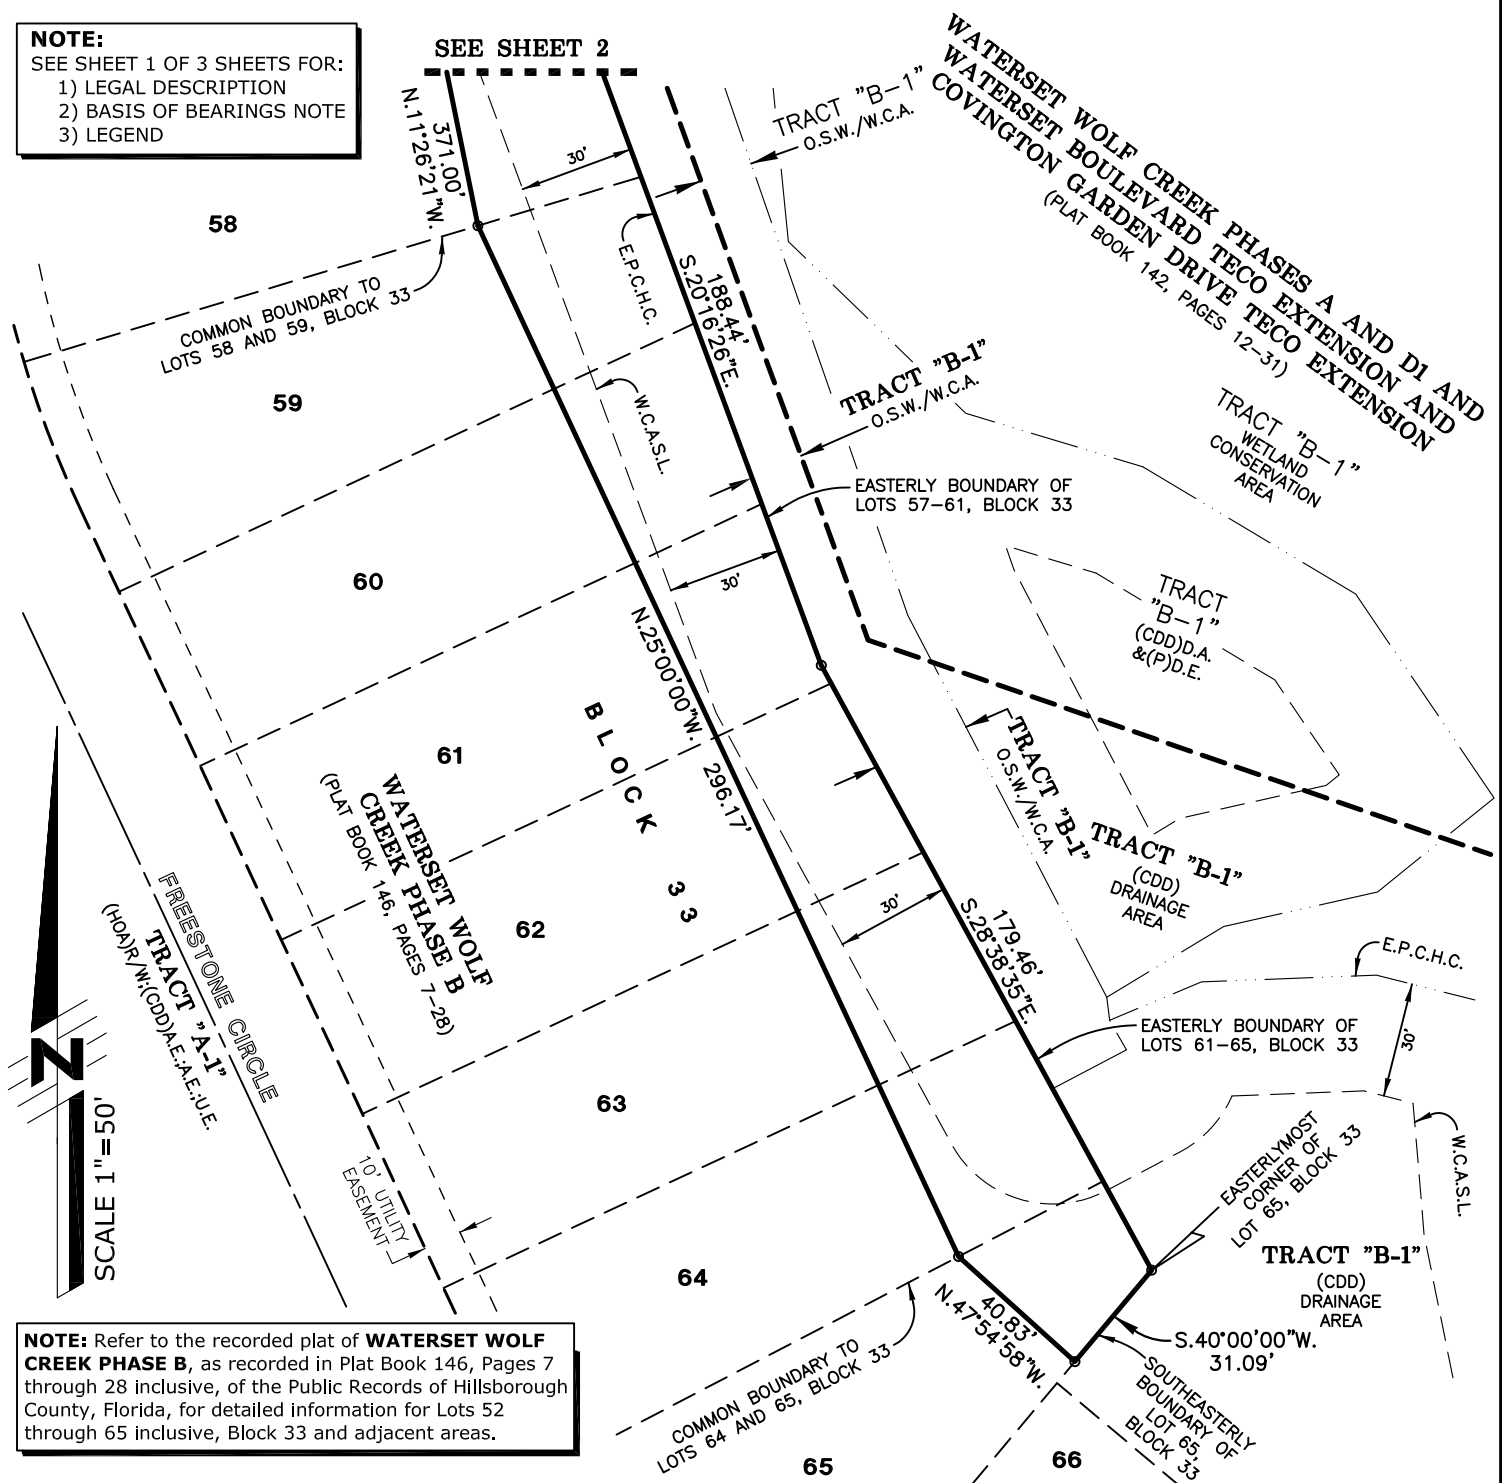 NOTE:
SEE SHEET 1 OF 3 SHEETS FOR:
1) LEGAL DESCRIPTION
2) BASIS OF BEARINGS NOTE
3) LEGEND
SEE SHEET 2
WATERSET WOLF CREEK PHASES A AND D1 AND
WATERSET BOULEVARD TECO EXTENSION AND
COVINGTON GARDEN DRIVE TECO EXTENSION
(PLAT BOOK 142, PAGES 12-31)
TRACT "B-1"
O.S.W./W.C.A.
371.00'
N.11°26'21"W.
30'
58
COMMON BOUNDARY TO
LOTS 58 AND 59, BLOCK 33
E.P.C.H.C.
188.44'
S.20°16'26"E.
59
W.C.A.S.L.
TRACT "B-1"
O.S.W./W.C.A.
TRACT "B-1"
WETLAND
CONSERVATION
AREA
EASTERLY BOUNDARY OF
LOTS 57-61, BLOCK 33
60
30'
TRACT
"B-1"
(CDD)D.A.
&(P)D.E.
N.25°00'00"W. 296.17'
BLOCK 33
61
WATERSET WOLF
CREEK PHASE B
(PLAT BOOK 146, PAGES 7-28)
TRACT "B-1"
O.S.W./W.C.A.
TRACT "B-1"
(CDD)
DRAINAGE
AREA
62
30'
179.46'
S.28°38'35"E.
FREESTONE CIRCLE
TRACT "A-1"
(HOA)R/W;(CDD)A.E.;A.E.;U.E.
E.P.C.H.C.
30'
EASTERLY BOUNDARY OF
LOTS 61-65, BLOCK 33
N
SCALE 1"=50'
63
10' UTILITY
EASEMENT
W.C.A.S.L.
EASTERLYMOST
CORNER OF
LOT 65, BLOCK 33
TRACT "B-1"
(CDD)
DRAINAGE
AREA
64
40.83'
N.47°54'58"W.
S.40°00'00"W.
31.09'
COMMON BOUNDARY TO
LOTS 64 AND 65, BLOCK 33
SOUTHEASTERLY
BOUNDARY OF
LOT 65,
BLOCK 33
65
66
NOTE: Refer to the recorded plat of WATERSET WOLF
CREEK PHASE B, as recorded in Plat Book 146, Pages 7
through 28 inclusive, of the Public Records of Hillsborough
County, Florida, for detailed information for Lots 52
through 65 inclusive, Block 33 and adjacent areas.